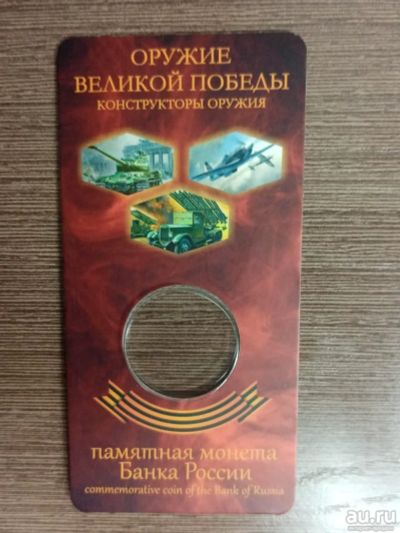 ОРУЖИЕ
ВЕЛИКОЙ ПОБЕДЫ
КОНСТРУКТОРЫ ОРУЖИЯ
памятная монета
Банка России
commemorative coin of the Bank of Russia
au.ru